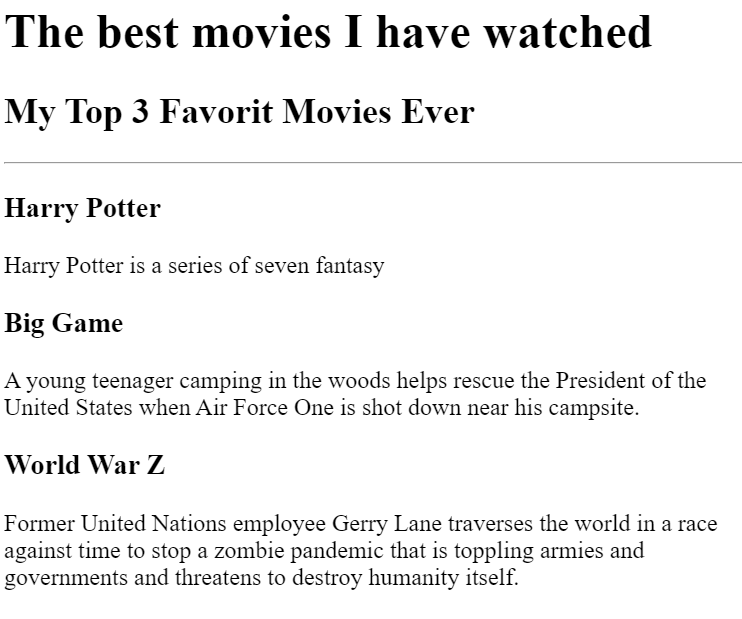 The best movies I have watched
My Top 3 Favorit Movies Ever
Harry Potter
Harry Potter is a series of seven fantasy
Big Game
A young teenager camping in the woods helps rescue the President of the
United States when Air Force One is shot down near his campsite.
World War Z
Former United Nations employee Gerry Lane traverses the world in a race
against time to stop a zombie pandemic that is toppling armies and
governments and threatens to destroy humanity itself.